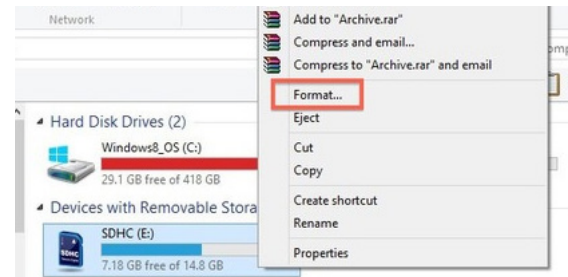 Network
Add to "Archive.rar"
Compress and email...
Compress to "Archive.rar" and email
Format...
Eject
Cut
Copy
Create shortcut
Rename
Properties
Hard Disk Drives (2)
Windows8_OS (C:)
29.1 GB free of 418 GB
Devices with Removable Stora
SDHC (E:)
7.18 GB free of 14.8 GB